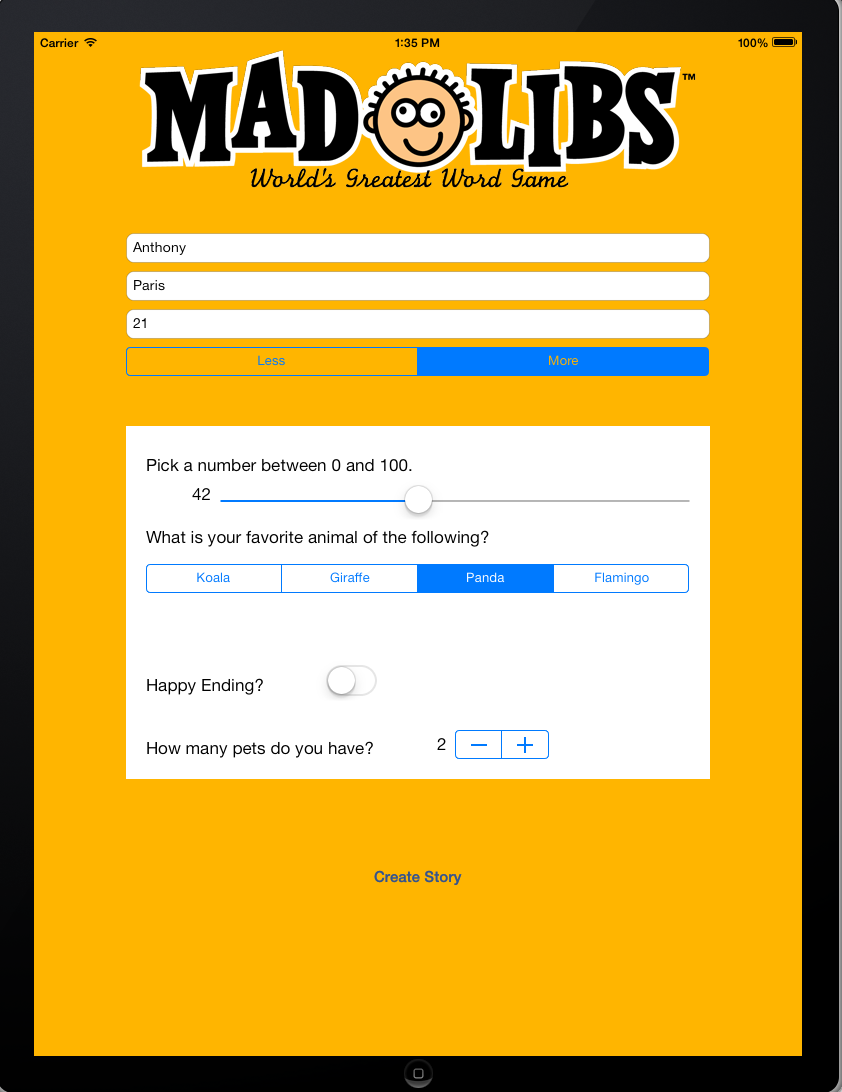 Carrier 1:35 PM 100%
MAD LIBS™
World's Greatest Word Game
Anthony
Paris
21
Less More
Pick a number between 0 and 100.
42
What is your favorite animal of the following?
Koala Giraffe Panda Flamingo
Happy Ending?
How many pets do you have? 2 − +
Create Story